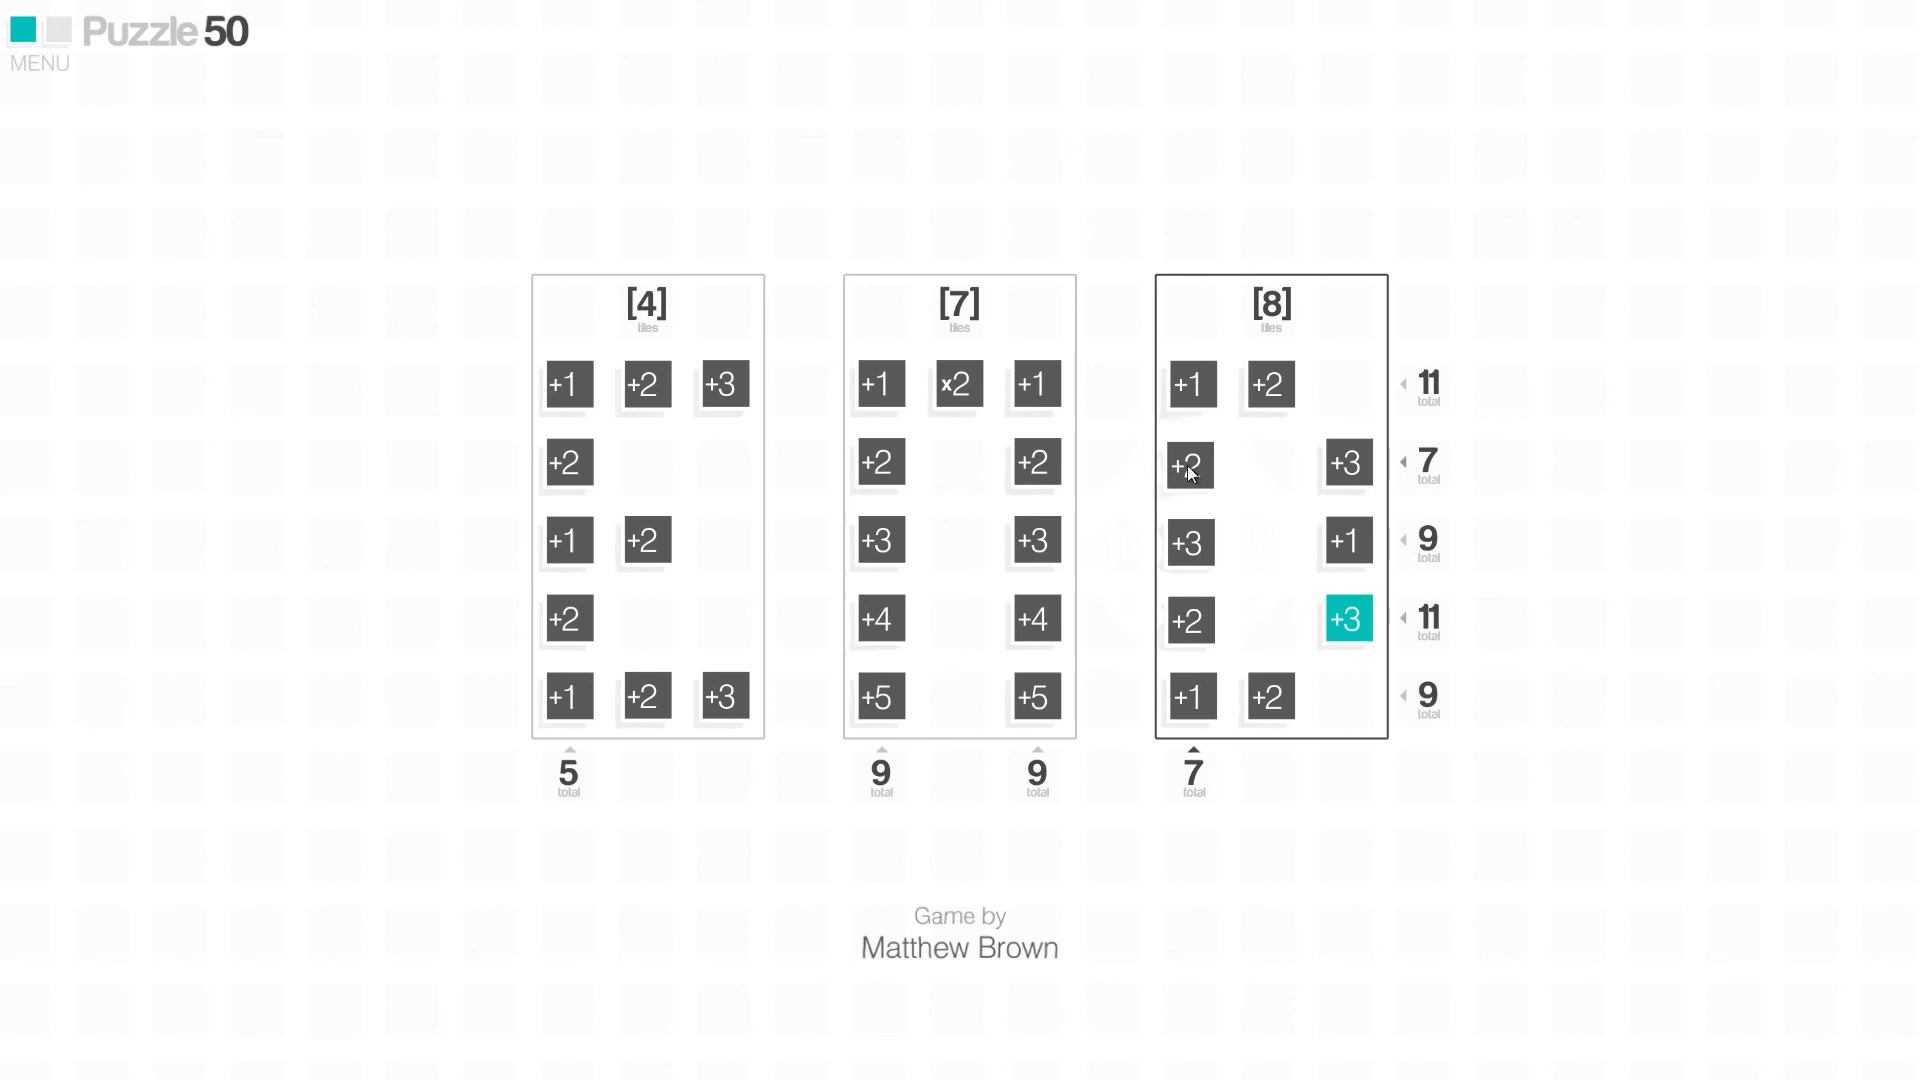 Puzzle 50
MENU
[4] [7] [8]
tiles tiles tiles
+1 +2 +3 +1 x2 +1 +1 +2 11
total
+2 +2 +2 +2 +3 7
total
+1 +2 +3 +3 +3 +1 9
total
+2 +4 +4 +2 +3 11
total
+1 +2 +3 +5 +5 +1 +2 9
total
5 9 9 7
total total total total
Game by
Matthew Brown